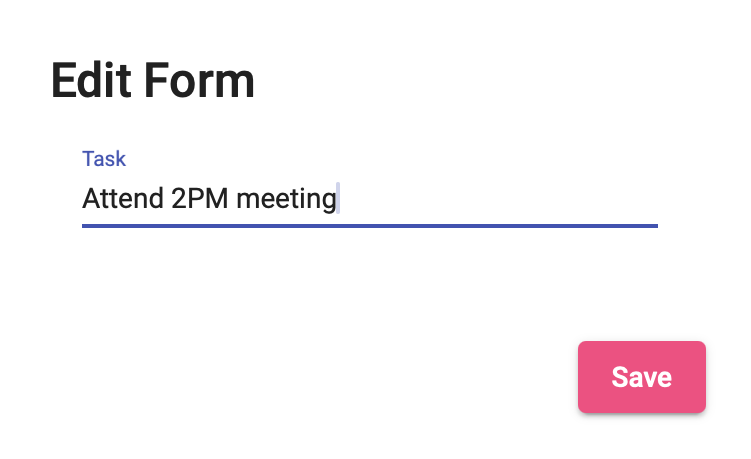 Edit Form
Task
Attend 2PM meeting
Save